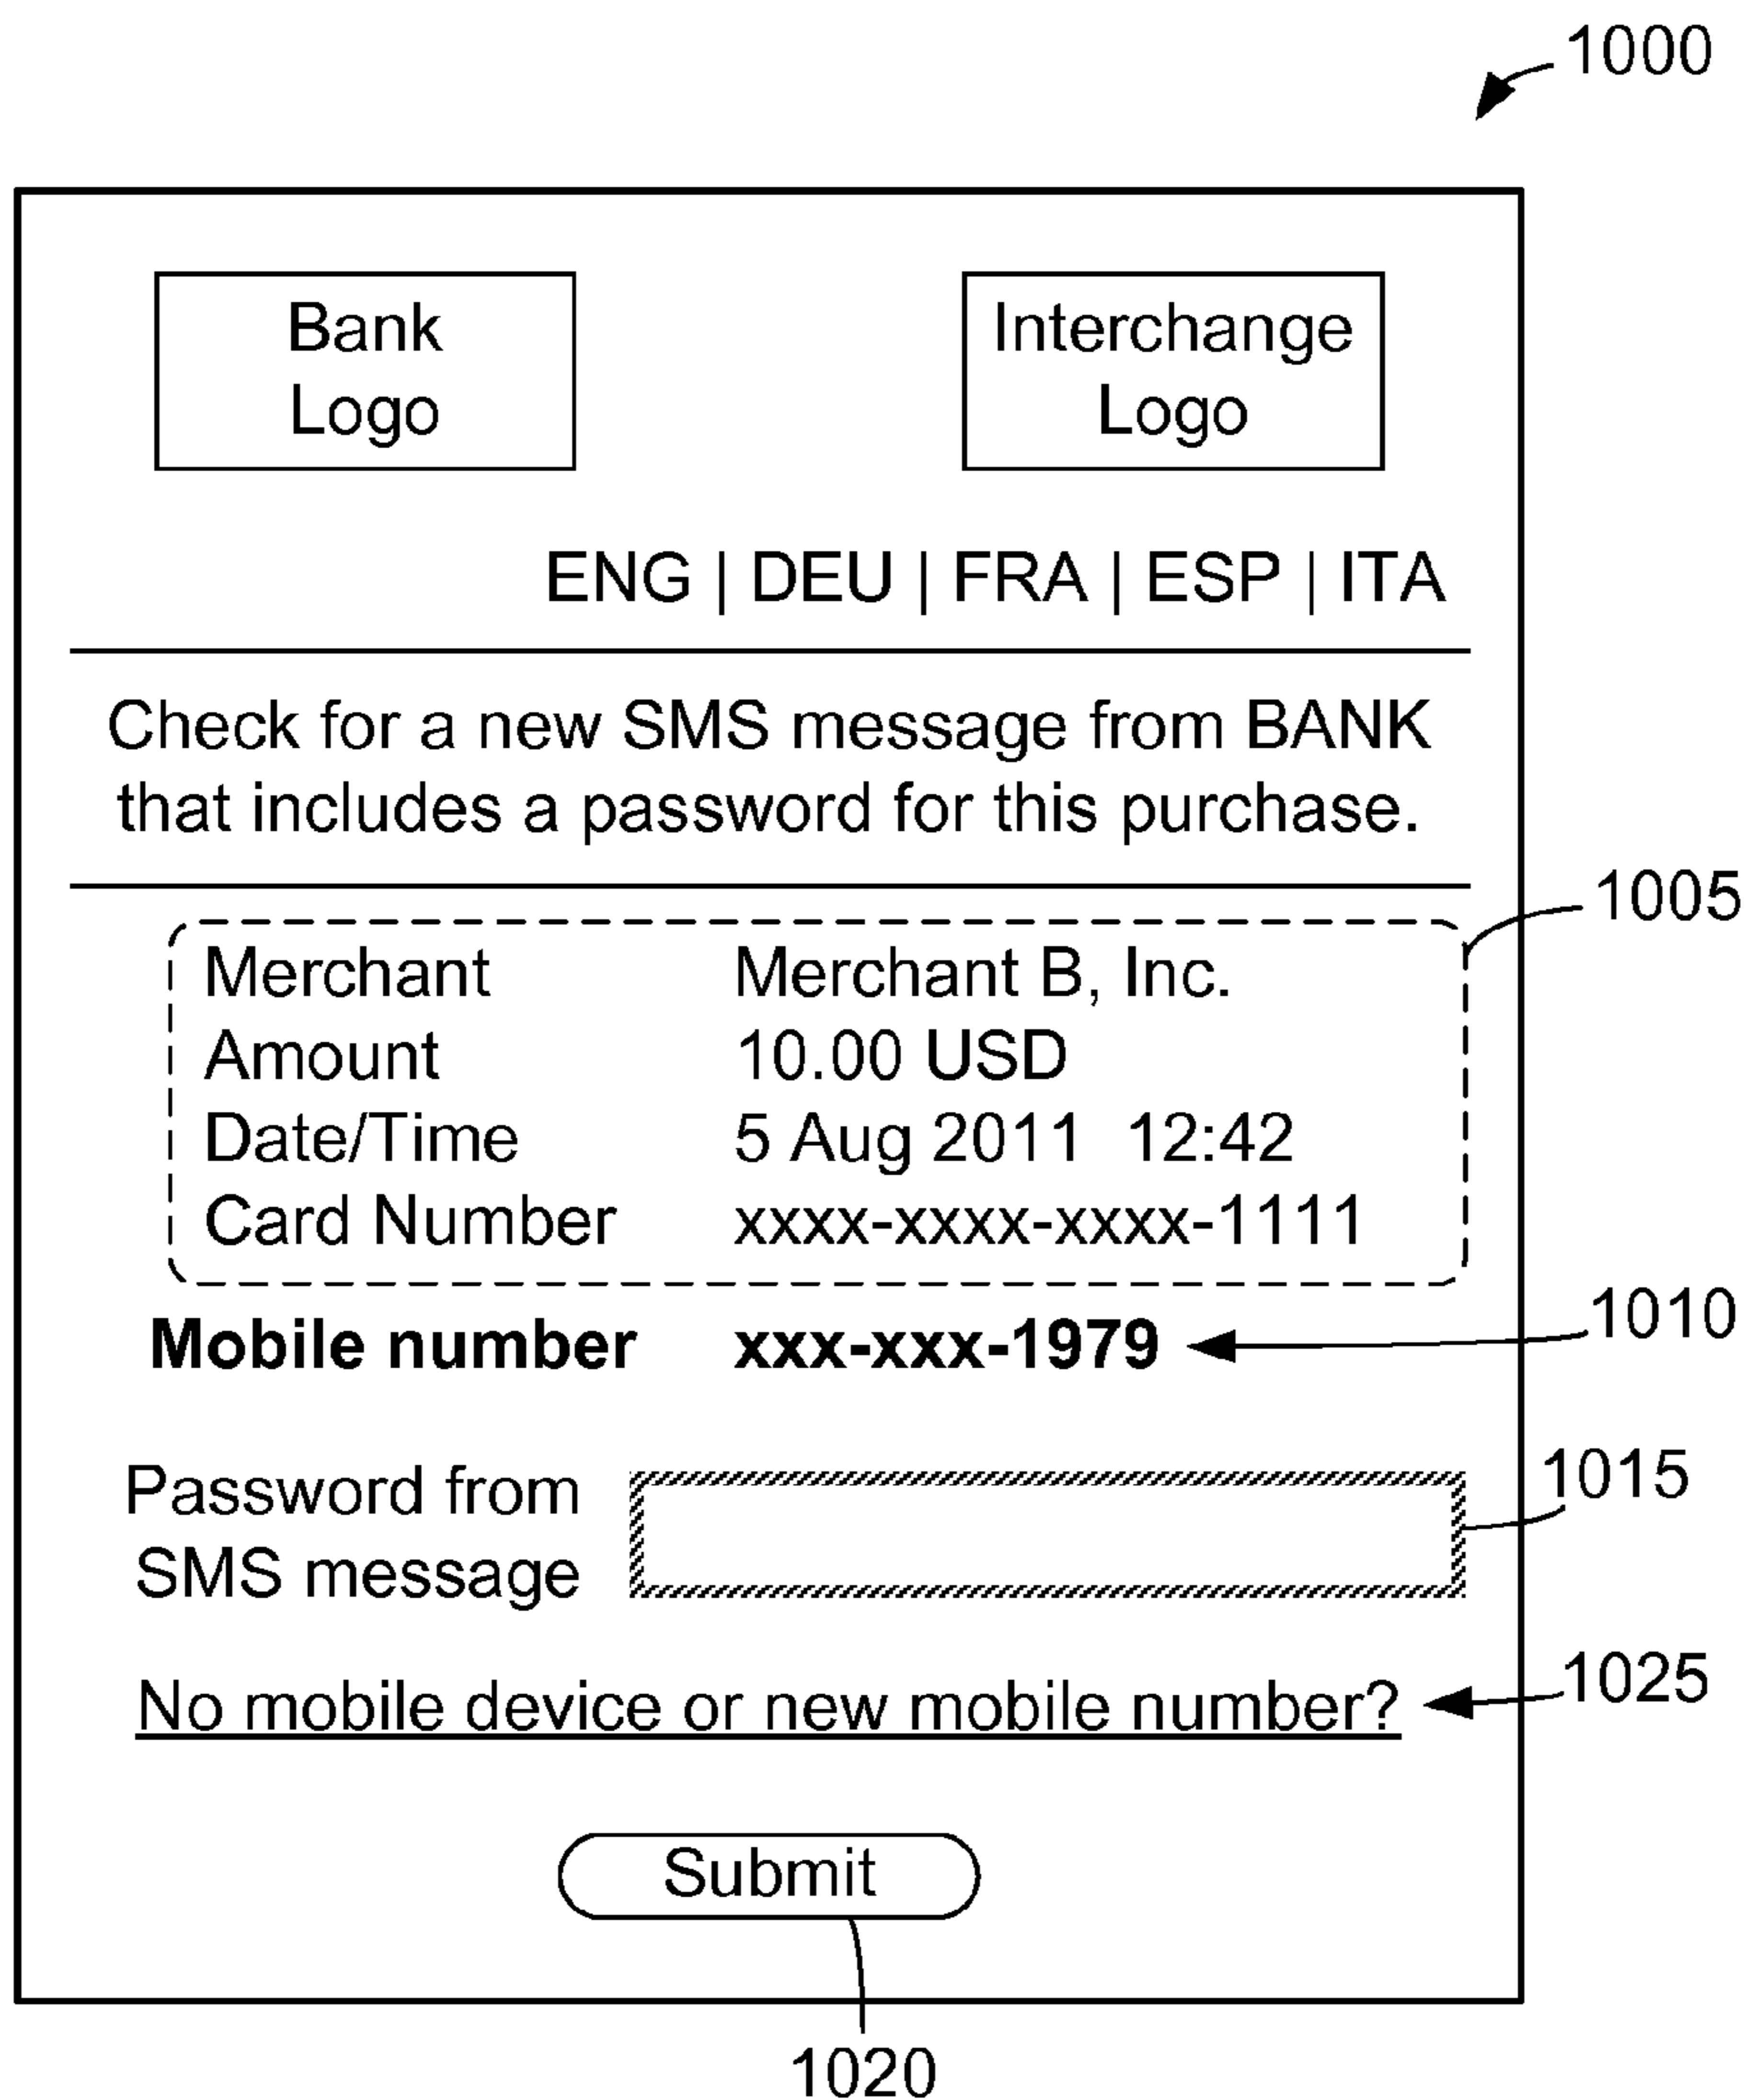 1000
Bank
Logo
Interchange
Logo
ENG | DEU | FRA | ESP | ITA
Check for a new SMS message from BANK
that includes a password for this purchase.
1005
Merchant Merchant B, Inc.
Amount 10.00 USD
Date/Time 5 Aug 2011 12:42
Card Number xxxx-xxxx-xxxx-1111
Mobile number xxx-xxx-1979 1010
Password from
SMS message
1015
No mobile device or new mobile number? 1025
Submit
1020